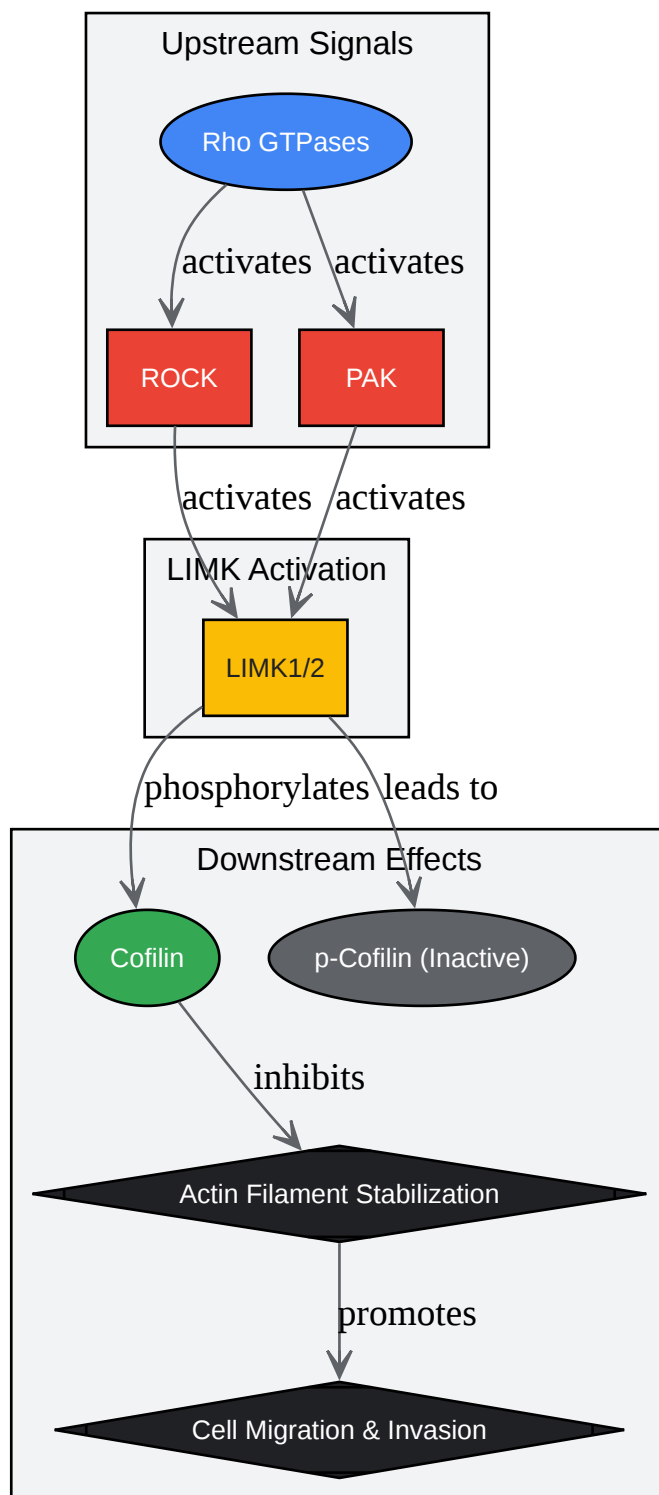 Upstream Signals
Rho GTPases
activates
activates
ROCK
PAK
activates
activates
LIMK Activation
LIMK1/2
phosphorylates
leads to
Downstream Effects
Cofilin
p-Cofilin (Inactive)
inhibits
Actin Filament Stabilization
promotes
Cell Migration & Invasion